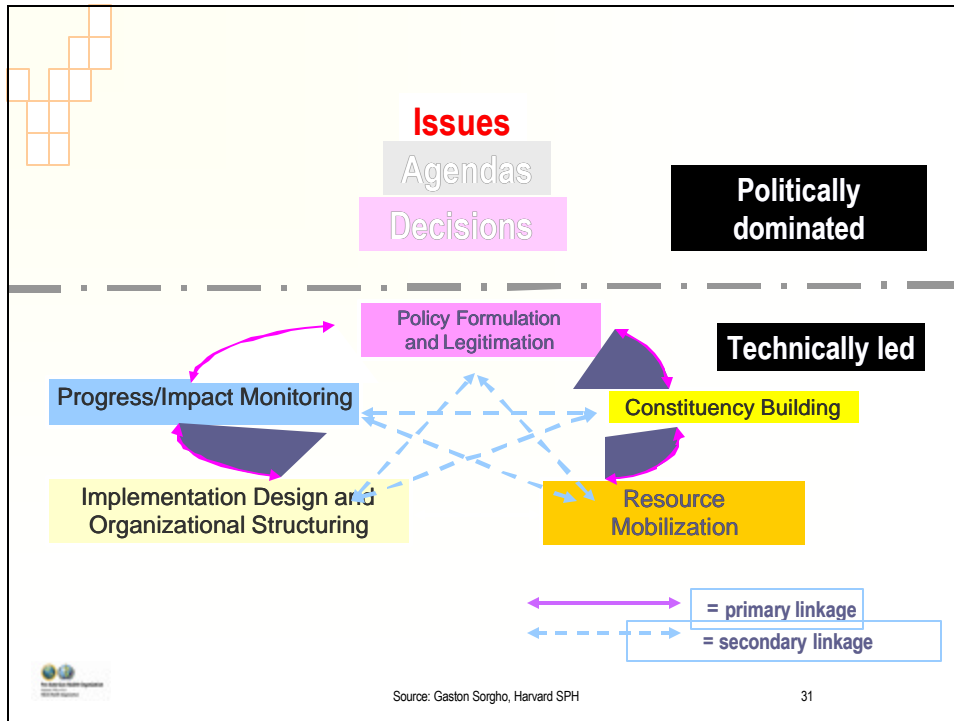 Issues
Agendas
Decisions
Politically
dominated
Policy Formulation
and Legitimation
Technically led
Progress/Impact Monitoring
Constituency Building
Implementation Design and
Organizational Structuring
Resource
Mobilization
= primary linkage
= secondary linkage
Source: Gaston Sorgho, Harvard SPH
31